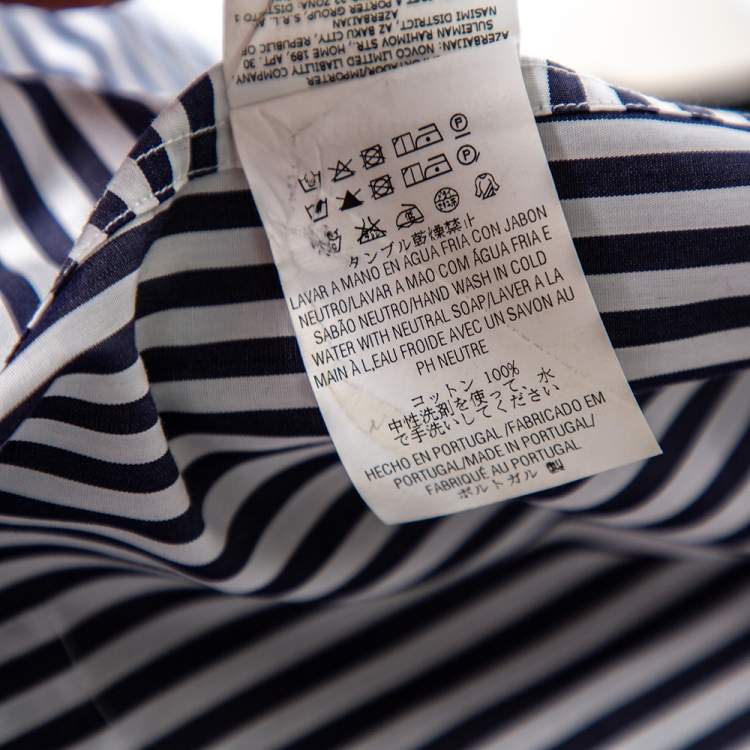 NASIMI DISTRICT, AZ BAKU CITY, REPUBLIC OF
SULEIMAN RAHIMOV STR. HOME 189, APT. 30
AZERBAIJAN NOVCO LIMITED LIABILITY COMPANY.
P
P
タンブル乾燥禁止
LAVAR A MANO EN AGUA FRIA CON JABON
NEUTRO/LAVAR A MAO COM ÁGUA FRIA E
SABÃO NEUTRO/HAND WASH IN COLD
WATER WITH NEUTRAL SOAP/LAVER A LA
MAIN À L,EAU FROIDE AVEC UN SAVON AU
PH NEUTRE
コットン 100%
中性洗剤を使って、水
で手洗いしてください
HECHO EN PORTUGAL /FABRICADO EM
PORTUGAL/MADE IN PORTUGAL/
FABRIQUÉ AU PORTUGAL
ポルトガル 製